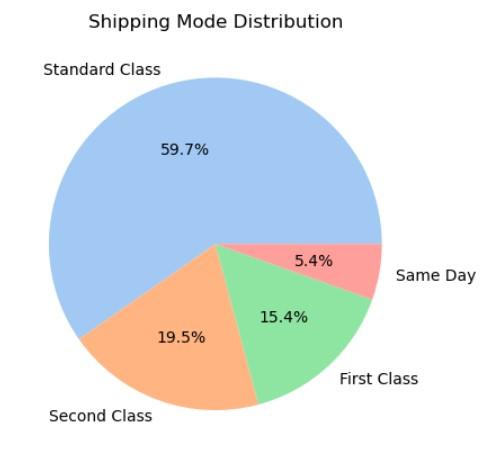 Shipping Mode Distribution
Standard Class
59.7%
5.4%
Same Day
15.4%
19.5%
First Class
Second Class